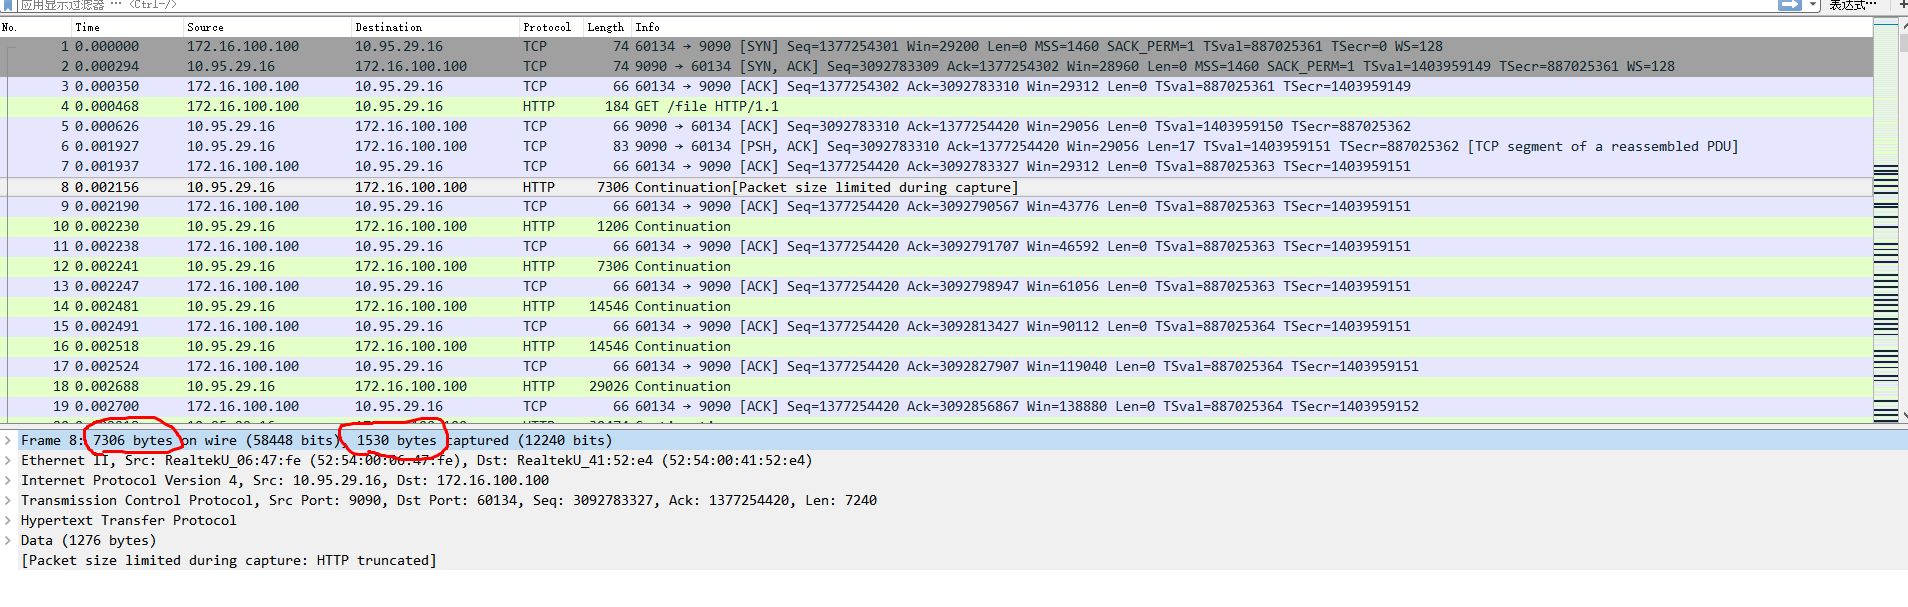 应用显示过滤器 … <Ctrl-/> 表达式… +
No. Time Source Destination Protocol Length Info
1 0.000000 172.16.100.100 10.95.29.16 TCP 74 60134 → 9090 [SYN] Seq=1377254301 Win=29200 Len=0 MSS=1460 SACK_PERM=1 TSval=887025361 TSecr=0 WS=128
2 0.000294 10.95.29.16 172.16.100.100 TCP 74 9090 → 60134 [SYN, ACK] Seq=3092783309 Ack=1377254302 Win=28960 Len=0 MSS=1460 SACK_PERM=1 TSval=1403959149 TSecr=887025361 WS=128
3 0.000350 172.16.100.100 10.95.29.16 TCP 66 60134 → 9090 [ACK] Seq=1377254302 Ack=3092783310 Win=29312 Len=0 TSval=887025361 TSecr=1403959149
4 0.000468 172.16.100.100 10.95.29.16 HTTP 184 GET /file HTTP/1.1
5 0.000626 10.95.29.16 172.16.100.100 TCP 66 9090 → 60134 [ACK] Seq=3092783310 Ack=1377254420 Win=29056 Len=0 TSval=1403959150 TSecr=887025362
6 0.001927 10.95.29.16 172.16.100.100 TCP 83 9090 → 60134 [PSH, ACK] Seq=3092783310 Ack=1377254420 Win=29056 Len=17 TSval=1403959151 TSecr=887025362 [TCP segment of a reassembled PDU]
7 0.001937 172.16.100.100 10.95.29.16 TCP 66 60134 → 9090 [ACK] Seq=1377254420 Ack=3092783327 Win=29312 Len=0 TSval=887025363 TSecr=1403959151
8 0.002156 10.95.29.16 172.16.100.100 HTTP 7306 Continuation[Packet size limited during capture]
9 0.002190 172.16.100.100 10.95.29.16 TCP 66 60134 → 9090 [ACK] Seq=1377254420 Ack=3092790567 Win=43776 Len=0 TSval=887025363 TSecr=1403959151
10 0.002230 10.95.29.16 172.16.100.100 HTTP 1206 Continuation
11 0.002238 172.16.100.100 10.95.29.16 TCP 66 60134 → 9090 [ACK] Seq=1377254420 Ack=3092791707 Win=46592 Len=0 TSval=887025363 TSecr=1403959151
12 0.002241 10.95.29.16 172.16.100.100 HTTP 7306 Continuation
13 0.002247 172.16.100.100 10.95.29.16 TCP 66 60134 → 9090 [ACK] Seq=1377254420 Ack=3092798947 Win=61056 Len=0 TSval=887025363 TSecr=1403959151
14 0.002481 10.95.29.16 172.16.100.100 HTTP 14546 Continuation
15 0.002491 172.16.100.100 10.95.29.16 TCP 66 60134 → 9090 [ACK] Seq=1377254420 Ack=3092813427 Win=90112 Len=0 TSval=887025364 TSecr=1403959151
16 0.002518 10.95.29.16 172.16.100.100 HTTP 14546 Continuation
17 0.002524 172.16.100.100 10.95.29.16 TCP 66 60134 → 9090 [ACK] Seq=1377254420 Ack=3092827907 Win=119040 Len=0 TSval=887025364 TSecr=1403959151
18 0.002688 10.95.29.16 172.16.100.100 HTTP 29026 Continuation
19 0.002700 172.16.100.100 10.95.29.16 TCP 66 60134 → 9090 [ACK] Seq=1377254420 Ack=3092856867 Win=138880 Len=0 TSval=887025364 TSecr=1403959152
Frame 8: 7306 bytes on wire (58448 bits), 1530 bytes captured (12240 bits)
Ethernet II, Src: RealtekU_06:47:fe (52:54:00:06:47:fe), Dst: RealtekU_41:52:e4 (52:54:00:41:52:e4)
Internet Protocol Version 4, Src: 10.95.29.16, Dst: 172.16.100.100
Transmission Control Protocol, Src Port: 9090, Dst Port: 60134, Seq: 3092783327, Ack: 1377254420, Len: 7240
Hypertext Transfer Protocol
Data (1276 bytes)
[Packet size limited during capture: HTTP truncated]